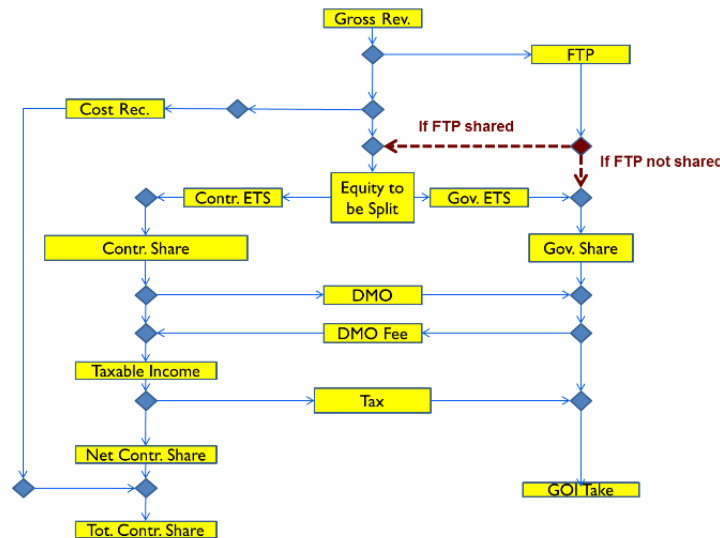 Gross Rev.
FTP
Cost Rec.
If FTP shared
If FTP not shared
Contr. ETS
Equity to
be Split
Gov. ETS
Contr. Share
Gov. Share
DMO
DMO Fee
Taxable Income
Tax
Net Contr. Share
GOI Take
Tot. Contr. Share